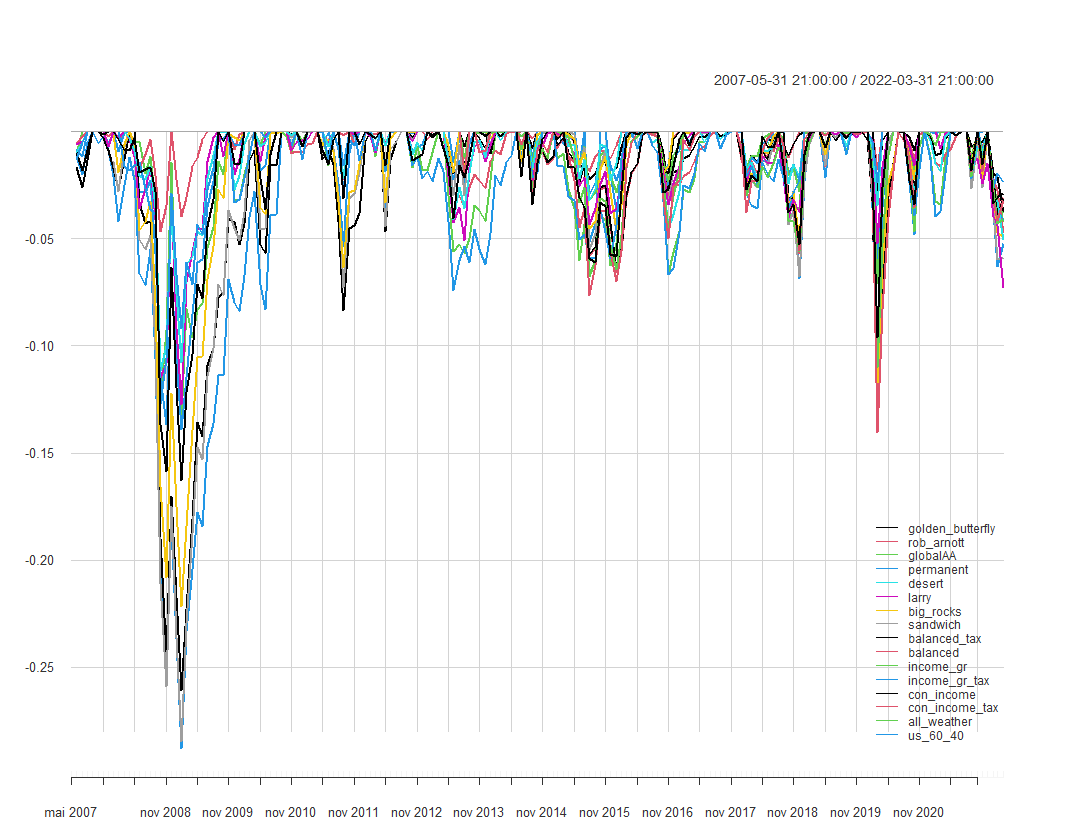 2007-05-31 21:00:00 / 2022-03-31 21:00:00
-0.05
-0.10
-0.15
-0.20
-0.25
golden_butterfly
rob_arnott
globalAA
permanent
desert
larry
big_rocks
sandwich
balanced_tax
balanced
income_gr
income_gr_tax
con_income
con_income_tax
all_weather
us_60_40
mai 2007 nov 2008 nov 2009 nov 2010 nov 2011 nov 2012 nov 2013 nov 2014 nov 2015 nov 2016 nov 2017 nov 2018 nov 2019 nov 2020